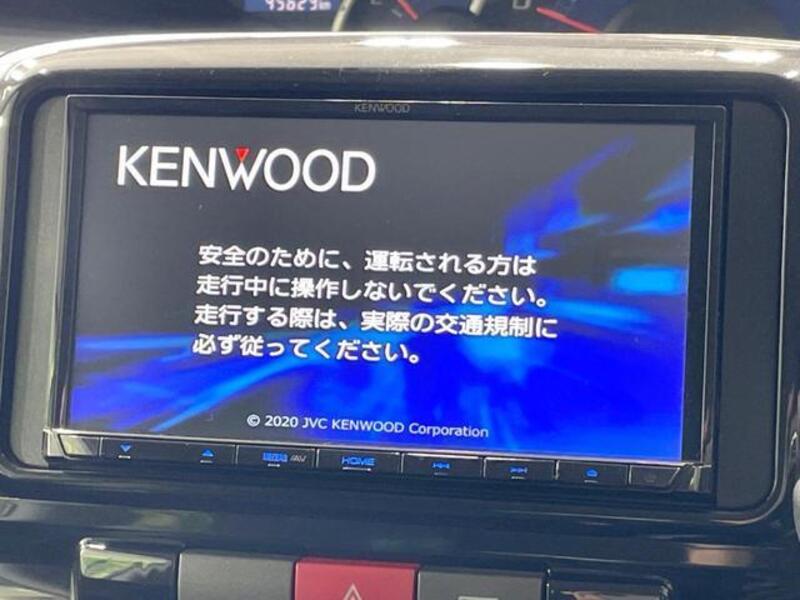 KENWOOD
KENWOOD
安全のために、運転される方は
走行中に操作しないでください。
走行する際は、実際の交通規制に
必ず従ってください。
© 2020 JVC KENWOOD Corporation
HOME